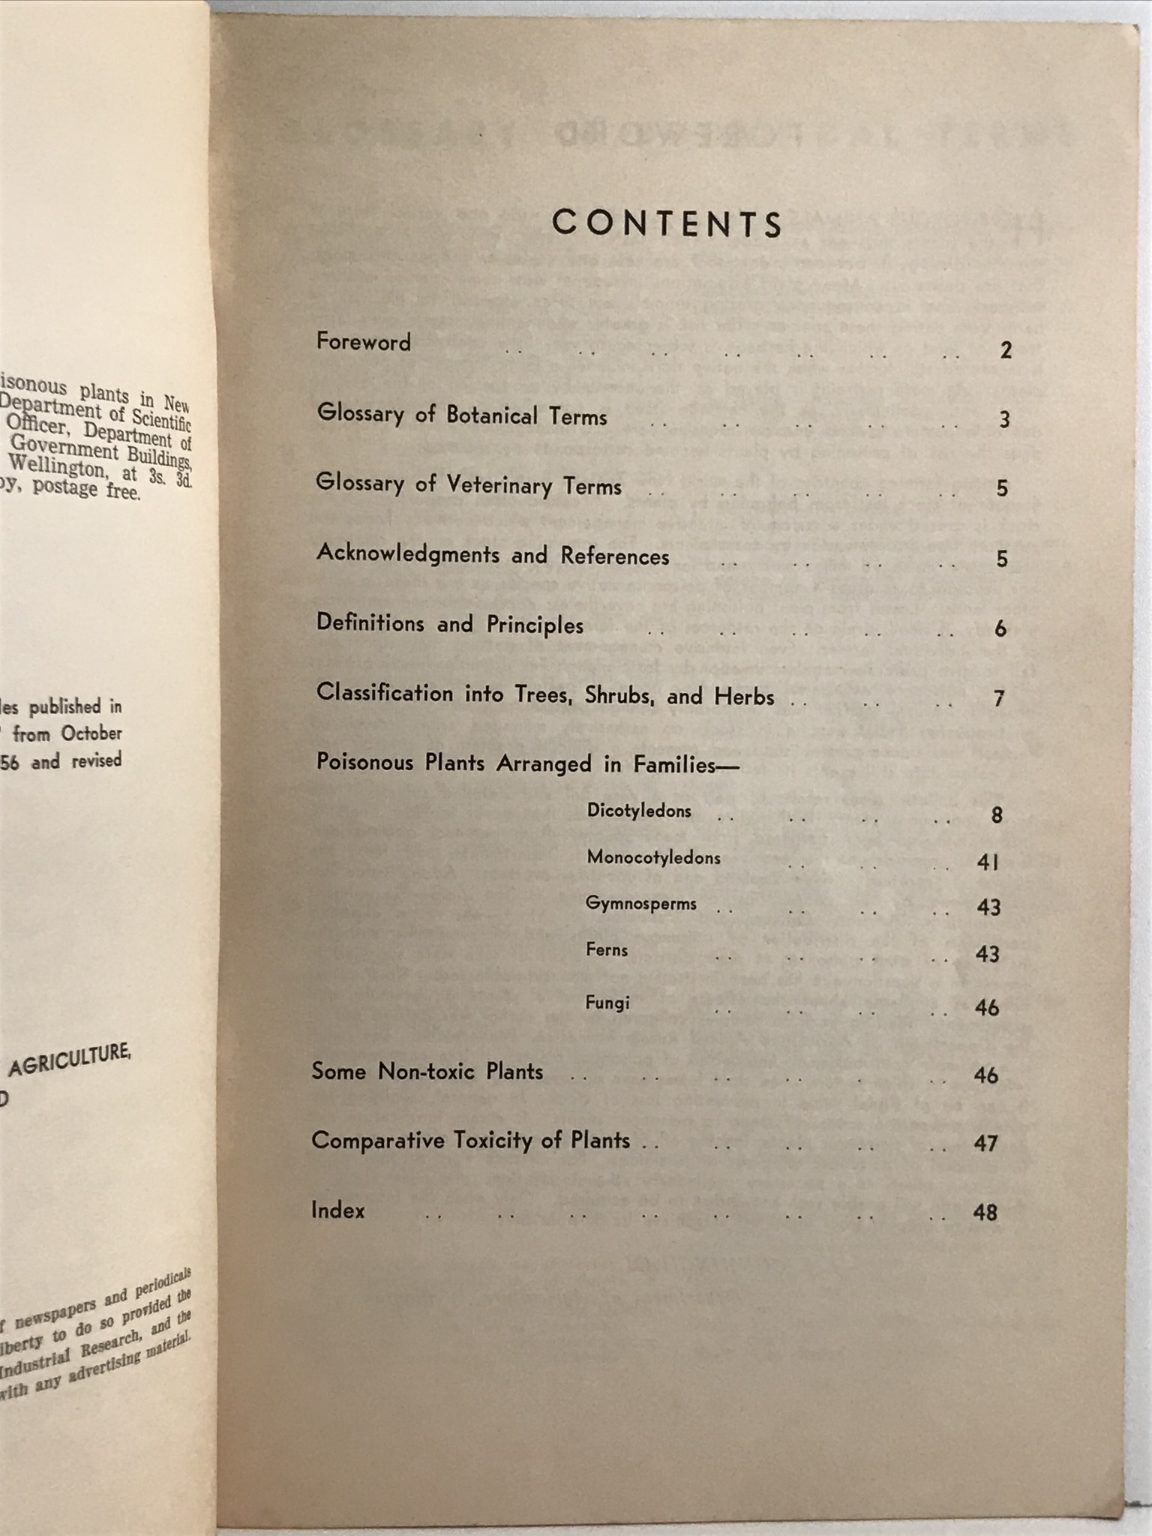 isonous plants in New
Department of Scientific
Officer, Department of
Government Buildings,
Wellington, at 3s. 3d.
postage free.
published in
from October
56 and revised
AGRICULTURE,
newspapers and periodicals
liberty to do so provided the
Industrial Research, and the
with any advertising material.
CONTENTS
Foreword .. .. .. .. .. .. .. 2
Glossary of Botanical Terms .. .. .. .. .. 3
Glossary of Veterinary Terms .. .. .. .. .. 5
Acknowledgments and References .. .. .. .. 5
Definitions and Principles .. .. .. .. .. 6
Classification into Trees, Shrubs, and Herbs .. .. .. 7
Poisonous Plants Arranged in Families—
Dicotyledons .. .. .. .. 8
Monocotyledons .. .. .. 41
Gymnosperms .. .. .. .. 43
Ferns .. .. .. .. 43
Fungi .. .. .. .. 46
Some Non-toxic Plants .. .. .. .. . .. 46
Comparative Toxicity of Plants .. .. .. .. .. 47
Index .. .. .. .. .. .. .. .. 48